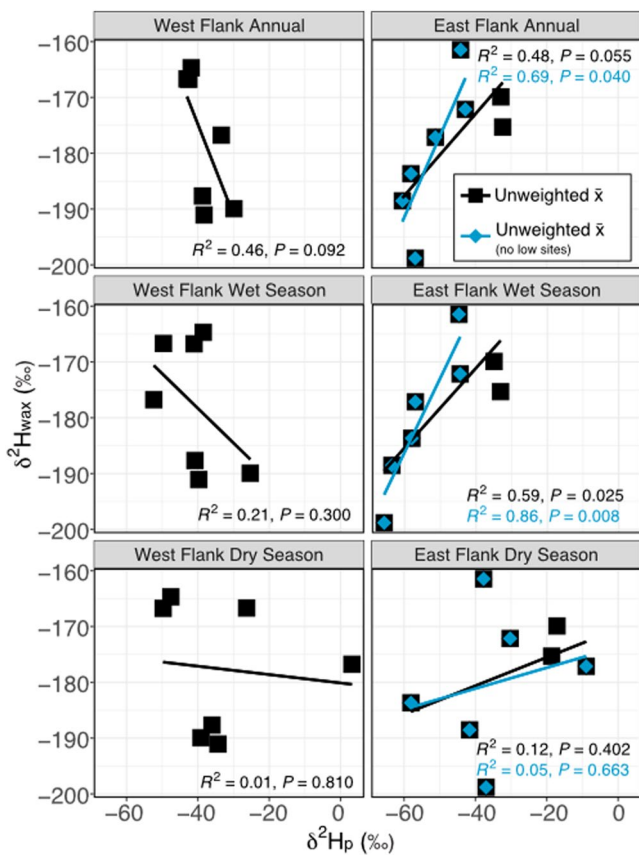 West Flank Annual
East Flank Annual
−160
−170
−180
−190
−200
R² = 0.46, P = 0.092
R² = 0.48, P = 0.055
R² = 0.69, P = 0.040
Unweighted x̄
Unweighted x̄
(no low sites)
West Flank Wet Season
East Flank Wet Season
−160
−170
−180
−190
−200
δ²Hwax (‰)
R² = 0.21, P = 0.300
R² = 0.59, P = 0.025
R² = 0.86, P = 0.008
West Flank Dry Season
East Flank Dry Season
−160
−170
−180
−190
−200
R² = 0.01, P = 0.810
R² = 0.12, P = 0.402
R² = 0.05, P = 0.663
−60 −40 −20 0 −60 −40 −20 0
δ²Hp (‰)